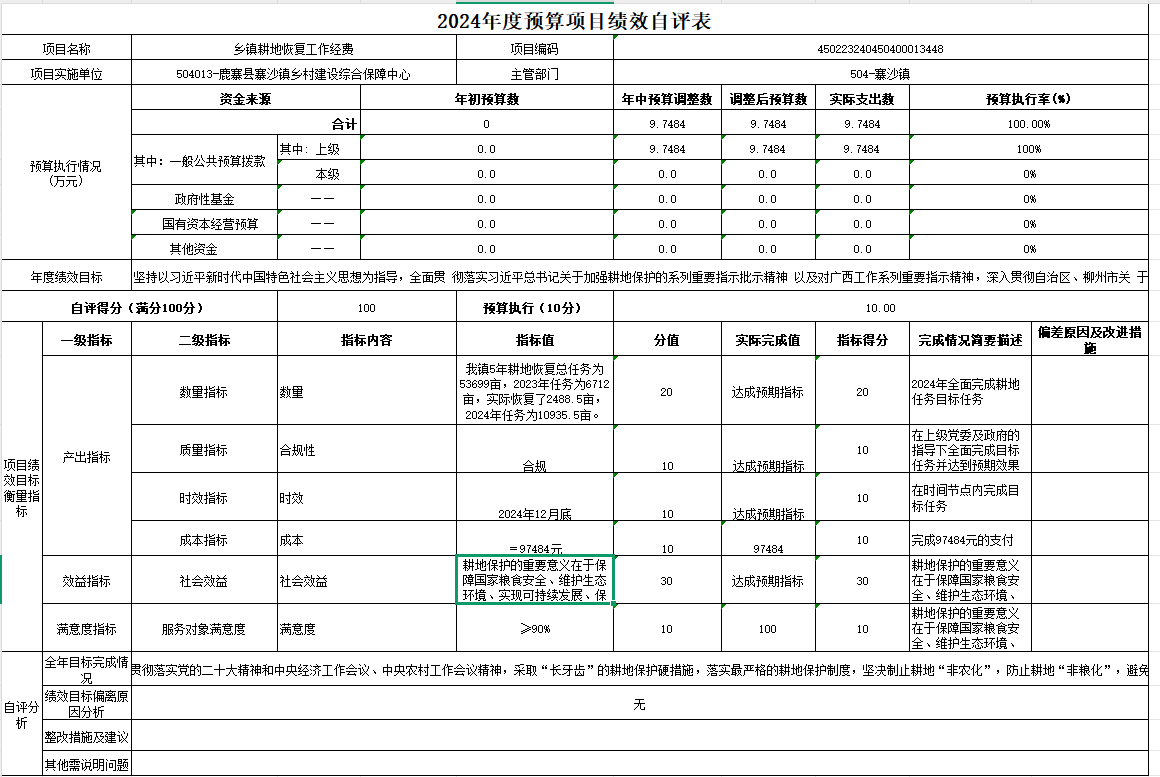 2024年度预算项目绩效自评表
项目名称 乡镇耕地恢复工作经费 项目编码 450223240450400013448
项目实施单位 504013-鹿寨县寨沙镇乡村建设综合保障中心 主管部门 504-寨沙镇
预算执行情况
(万元)
资金来源 年初预算数 年中预算调整数 调整后预算数 实际支出数 预算执行率(%)
合计 0 9.7484 9.7484 9.7484 100.00%
其中：一般公共预算拨款 其中：上级 0.0 9.7484 9.7484 9.7484 100%
本级 0.0 0.0 0.0 0.0 0%
政府性基金 —— 0.0 0.0 0.0 0.0 0%
国有资本经营预算 —— 0.0 0.0 0.0 0.0 0%
其他资金 —— 0.0 0.0 0.0 0.0 0%
年度绩效目标 坚持以习近平新时代中国特色社会主义思想为指导，全面贯 彻落实习近平总书记关于加强耕地保护的系列重要指示批示精神 以及对广西工作系列重要指示精神，深入贯彻自治区、柳州市关 于
自评得分（满分100分） 100 预算执行（10分） 10.00
项目绩
效目标
衡量指
标
一级指标 二级指标 指标内容 指标值 分值 实际完成值 指标得分 完成情况简要描述 偏差原因及改进措
施
产出指标
数量指标 数量
我镇5年耕地恢复总任务为
53699亩，2023年任务为6712
亩，实际恢复了2488.5亩，
2024年任务为10935.5亩。
20 达成预期指标 20
2024年全面完成耕地
任务目标任务
质量指标 合规性 合规 10 达成预期指标 10
在上级党委及政府的
指导下全面完成目标
任务并达到预期效果
时效指标 时效 2024年12月底 10 达成预期指标 10
在时间节点内完成目
标任务
成本指标 成本 ＝97484元 10 97484 10 完成97484元的支付
效益指标 社会效益 社会效益
耕地保护的重要意义在于保
障国家粮食安全、维护生态
环境、实现可持续发展、保
30 达成预期指标 30
耕地保护的重要意义
在于保障国家粮食安
全、维护生态环境、
满意度指标 服务对象满意度 满意度 ≥90% 10 100 10
耕地保护的重要意义
在于保障国家粮食安
全、维护生态环境、
自评分
析
全年目标完成情
况
贯彻落实党的二十大精神和中央经济工作会议、中央农村工作会议精神，采取“长牙齿”的耕地保护硬措施，落实最严格的耕地保护制度，坚决制止耕地“非农化”，防止耕地“非粮化”，避免
绩效目标偏离原
因分析
无
整改措施及建议
其他需说明问题